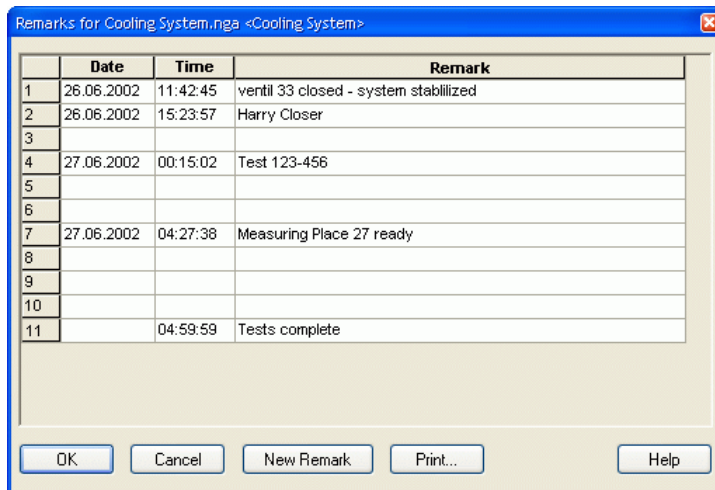 Remarks for Cooling System.nga <Cooling System>
Date Time Remark
1 26.06.2002 11:42:45 ventil 33 closed - system stablilized
2 26.06.2002 15:23:57 Harry Closer
3
4 27.06.2002 00:15:02 Test 123-456
5
6
7 27.06.2002 04:27:38 Measuring Place 27 ready
8
9
10
11 04:59:59 Tests complete
OK Cancel New Remark Print... Help